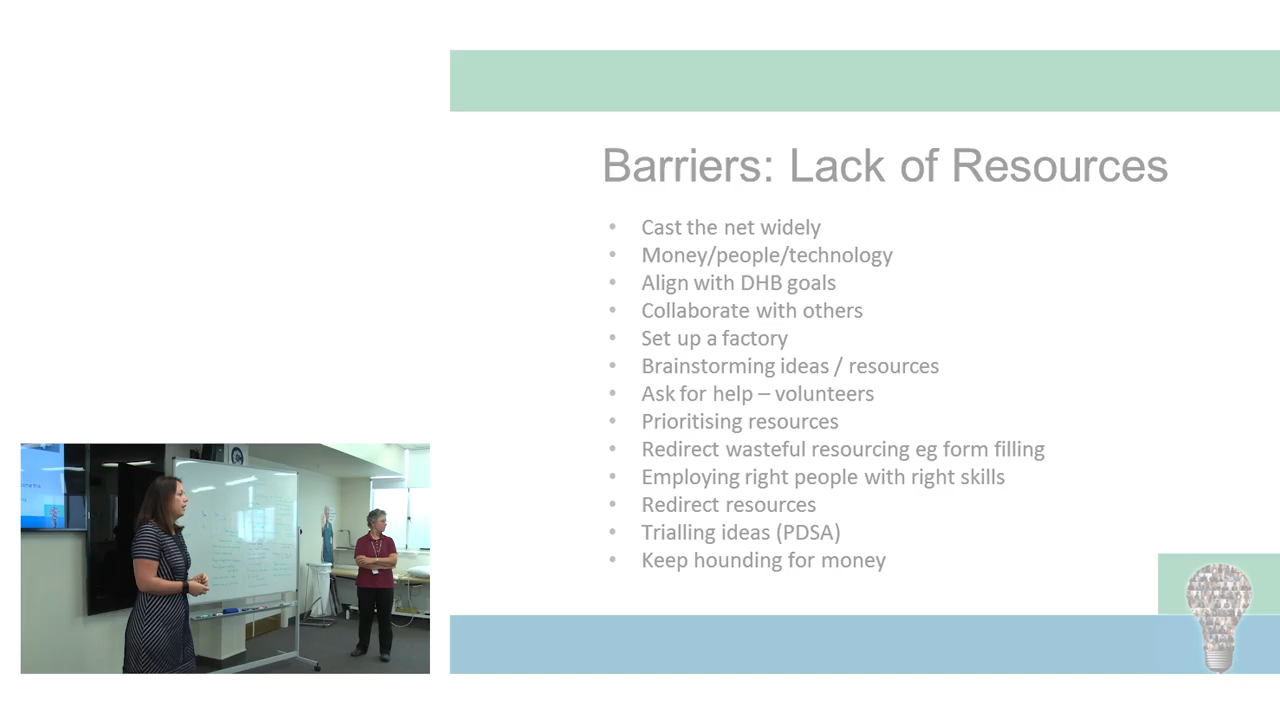 Barriers: Lack of Resources
• Cast the net widely
• Money/people/technology
• Align with DHB goals
• Collaborate with others
• Set up a factory
• Brainstorming ideas / resources
• Ask for help – volunteers
• Prioritising resources
• Redirect wasteful resourcing eg form filling
• Employing right people with right skills
• Redirect resources
• Trialling ideas (PDSA)
• Keep hounding for money